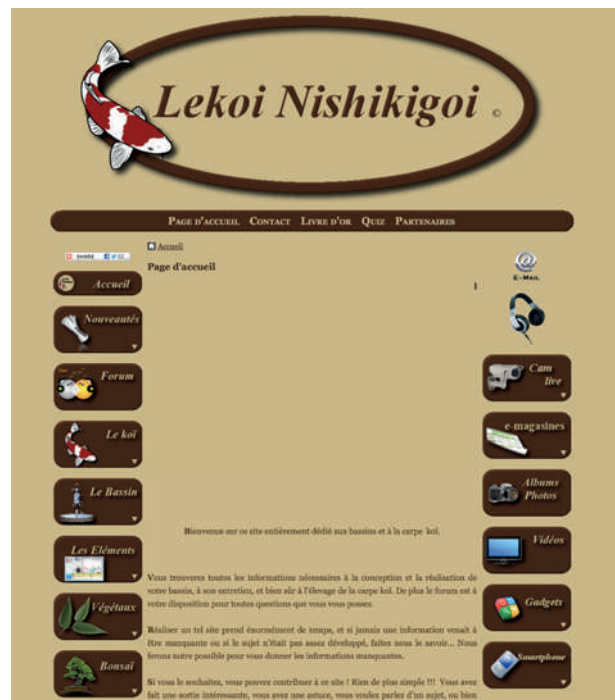 Lekoi Nishikigoi ©
PAGE D'ACCUEIL CONTACT LIVRE D'OR QUIZ PARTENAIRES
Accueil
Page d'accueil
Accueil
Nouveautés
Forum
Le koï
Le Bassin
Les Eléments
Végétaux
Bonsaï
Bienvenue sur ce site entièrement dédié aux bassins et à la carpe koï.
Vous trouverez toutes les informations nécessaires à la conception et la réalisation de
votre bassin, à son entretien, et bien sûr à l'élevage de la carpe koï. De plus le forum est à
votre disposition pour toutes questions que vous vous posez.
Réaliser un tel site prend énormément de temps, et si jamais une information venait à
être manquante ou si le sujet n'était pas assez développé, faites nous le savoir... Nous
ferons notre possible pour vous donner les informations manquantes.
Si vous le souhaitez, vous pouvez contribuer à ce site ! Rien de plus simple !!! Vous avez
fait une sortie intéressante, vous avez une astuce, vous voulez parlez d'un sujet, ou bien
E-MAIL
Cam
live
e-magasines
Albums
Photos
Vidéos
Gadgets
Smartphone